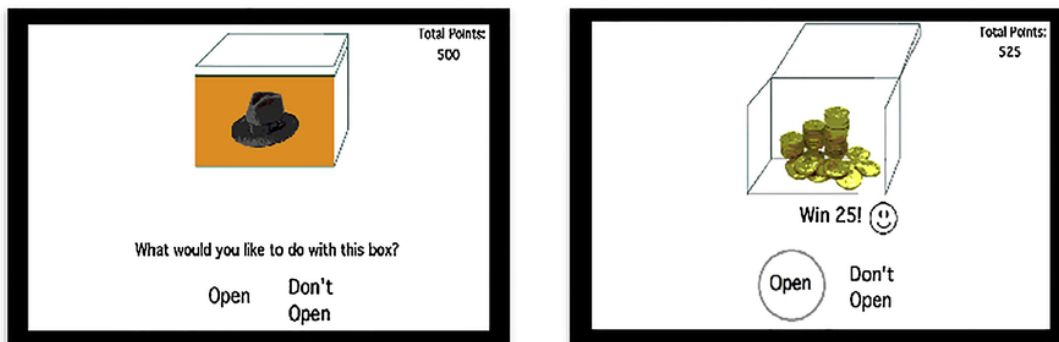 Total Points:
500
What would you like to do with this box?
Open
Don't
Open
Total Points:
525
Win 25!
Open
Don't
Open